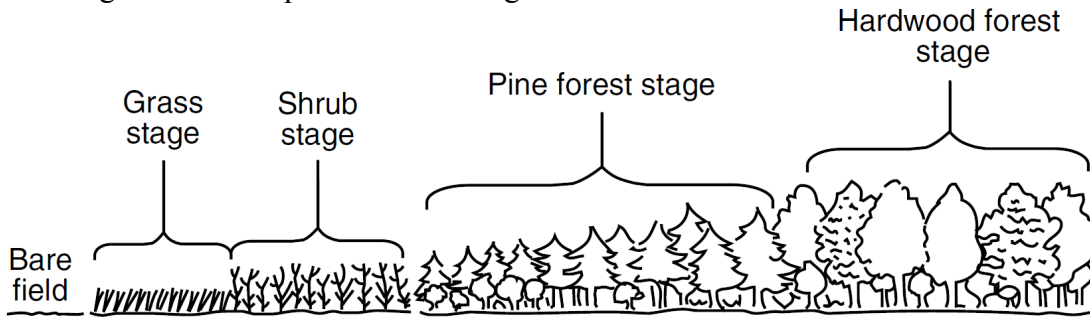 Hardwood forest
stage
Pine forest stage
Grass
stage
Shrub
stage
Bare
field